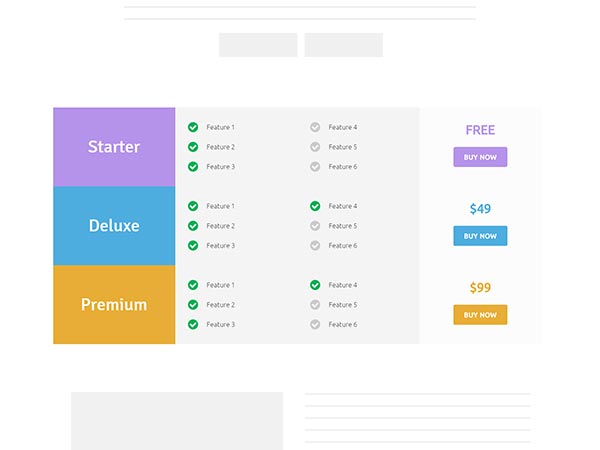 Starter
Feature 1
Feature 2
Feature 3
Feature 4
Feature 5
Feature 6
FREE
BUY NOW
Deluxe
Feature 1
Feature 2
Feature 3
Feature 4
Feature 5
Feature 6
$49
BUY NOW
Premium
Feature 1
Feature 2
Feature 3
Feature 4
Feature 5
Feature 6
$99
BUY NOW